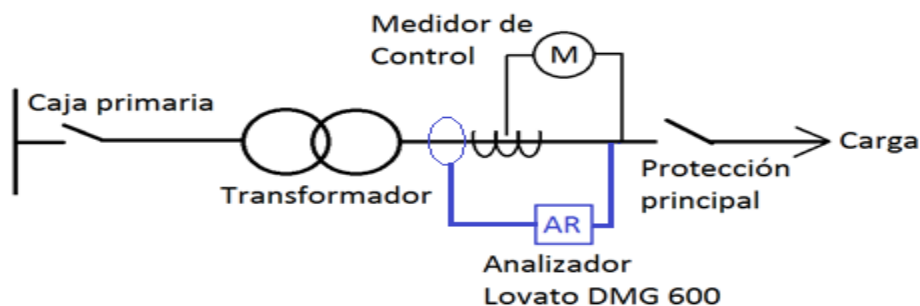 Medidor de
Control
M
Caja primaria
Carga
Transformador
Protección
principal
AR
Analizador
Lovato DMG 600